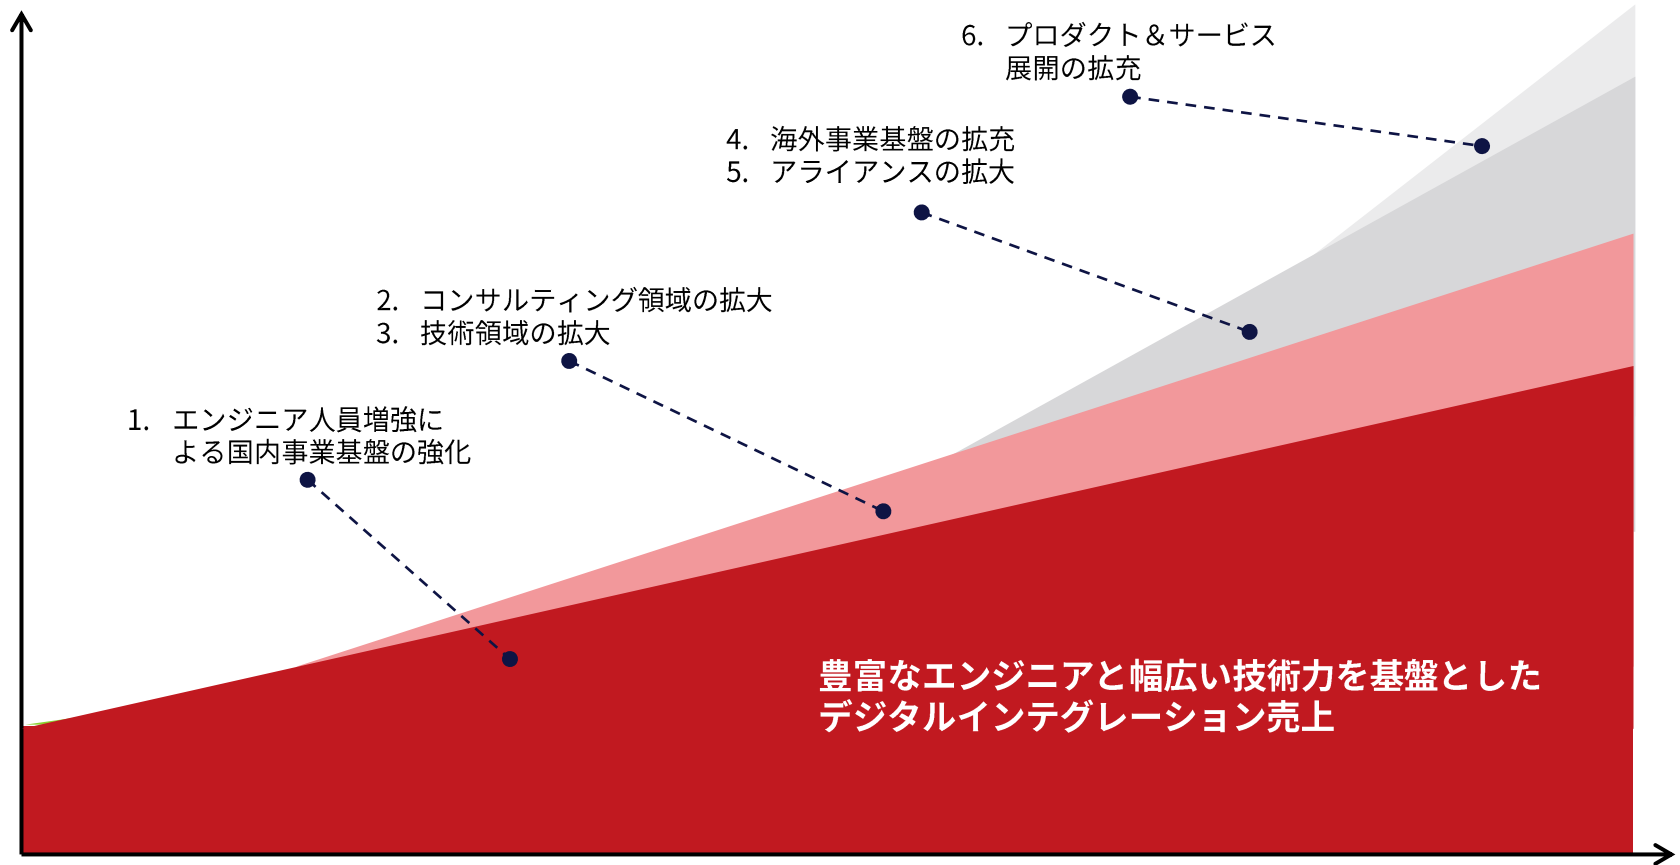 6. プロダクト＆サービス
展開の拡充
4. 海外事業基盤の拡充
5. アライアンスの拡大
2. コンサルティング領域の拡大
3. 技術領域の拡大
1. エンジニア人員増強に
よる国内事業基盤の強化
豊富なエンジニアと幅広い技術力を基盤とした
デジタルインテグレーション売上